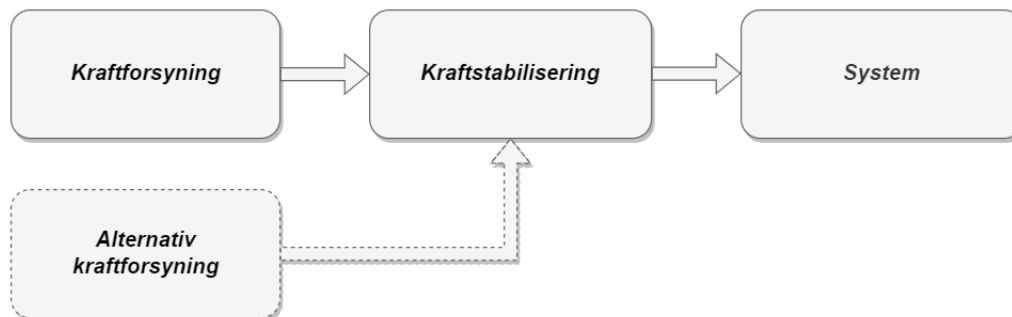 Kraftforsyning
Kraftstabilisering
System
Alternativ
kraftforsyning